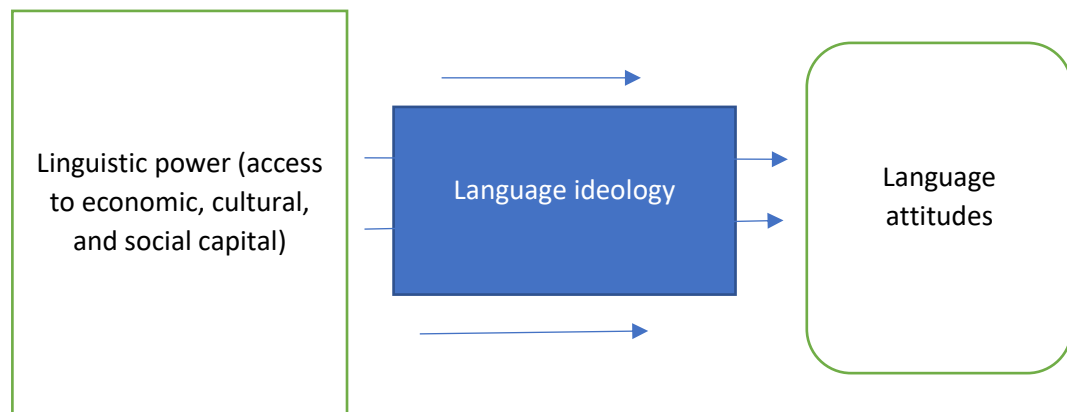 Linguistic power (access
to economic, cultural,
and social capital)
Language ideology
Language
attitudes